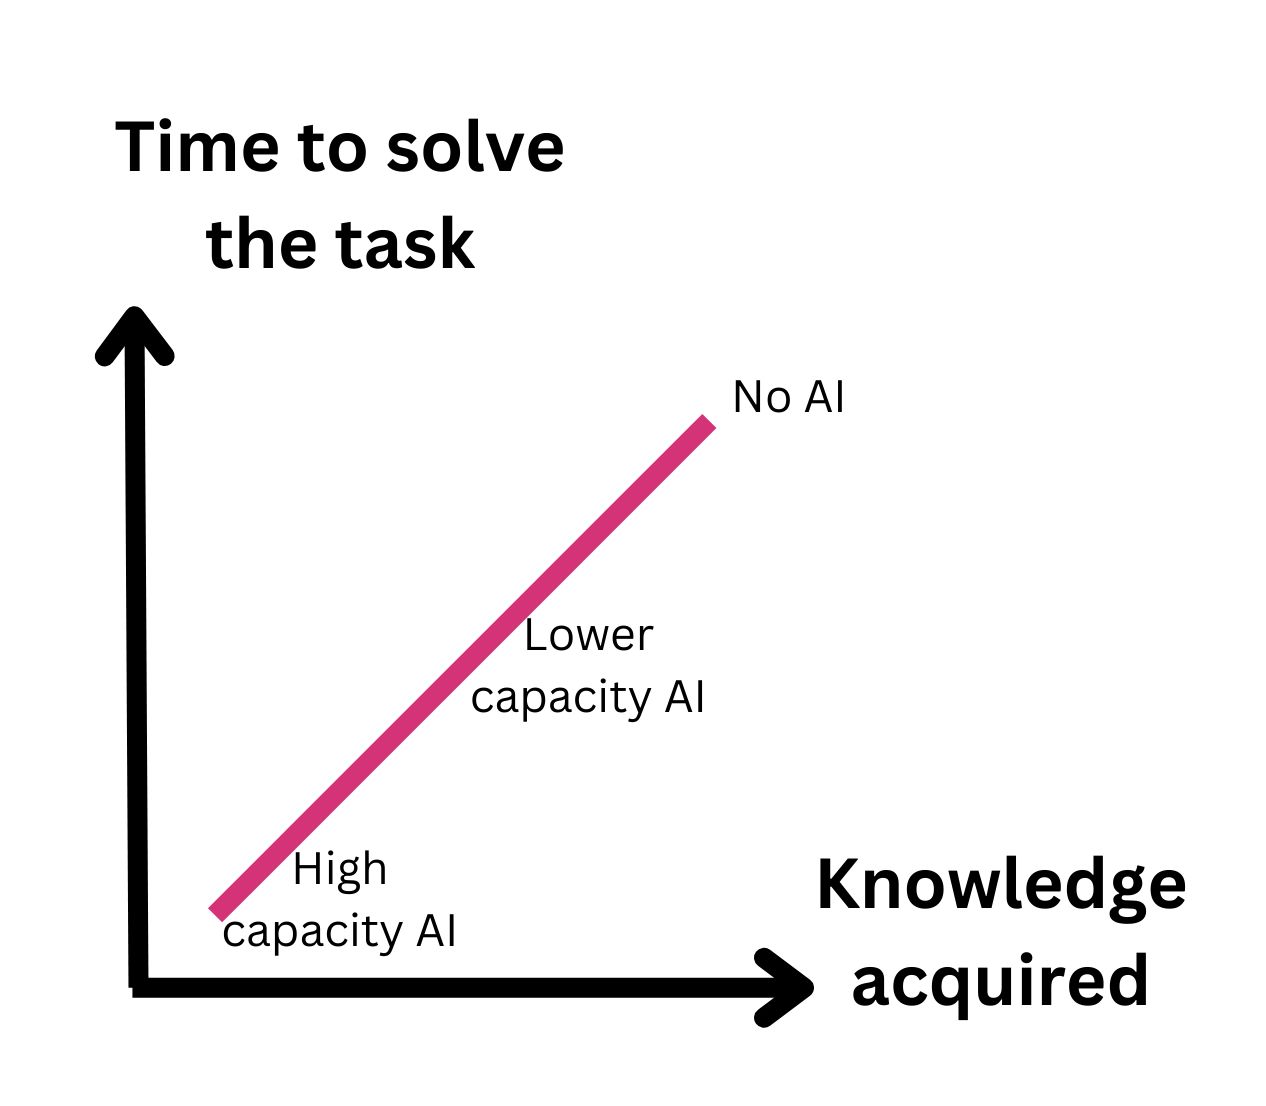 Time to solve
the task
No AI
Lower
capacity AI
High
capacity AI
Knowledge
acquired